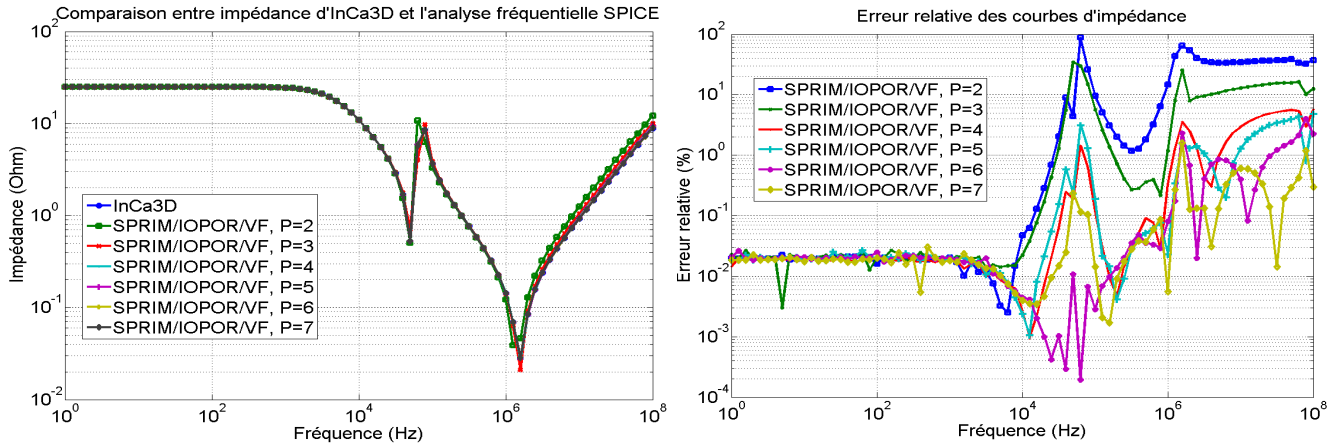 Comparaison entre impédance d'InCa3D et l'analyse fréquentielle SPICE
Impédance (Ohm)
10^2
10^1
10^0
10^-1
10^-2
InCa3D
SPRIM/IOPOR/VF, P=2
SPRIM/IOPOR/VF, P=3
SPRIM/IOPOR/VF, P=4
SPRIM/IOPOR/VF, P=5
SPRIM/IOPOR/VF, P=6
SPRIM/IOPOR/VF, P=7
10^0 10^2 10^4 10^6 10^8
Fréquence (Hz)
Erreur relative des courbes d'impédance
Erreur relative (%)
10^2
10^1
10^0
10^-1
10^-2
10^-3
10^-4
SPRIM/IOPOR/VF, P=2
SPRIM/IOPOR/VF, P=3
SPRIM/IOPOR/VF, P=4
SPRIM/IOPOR/VF, P=5
SPRIM/IOPOR/VF, P=6
SPRIM/IOPOR/VF, P=7
10^0 10^2 10^4 10^6 10^8
Fréquence (Hz)